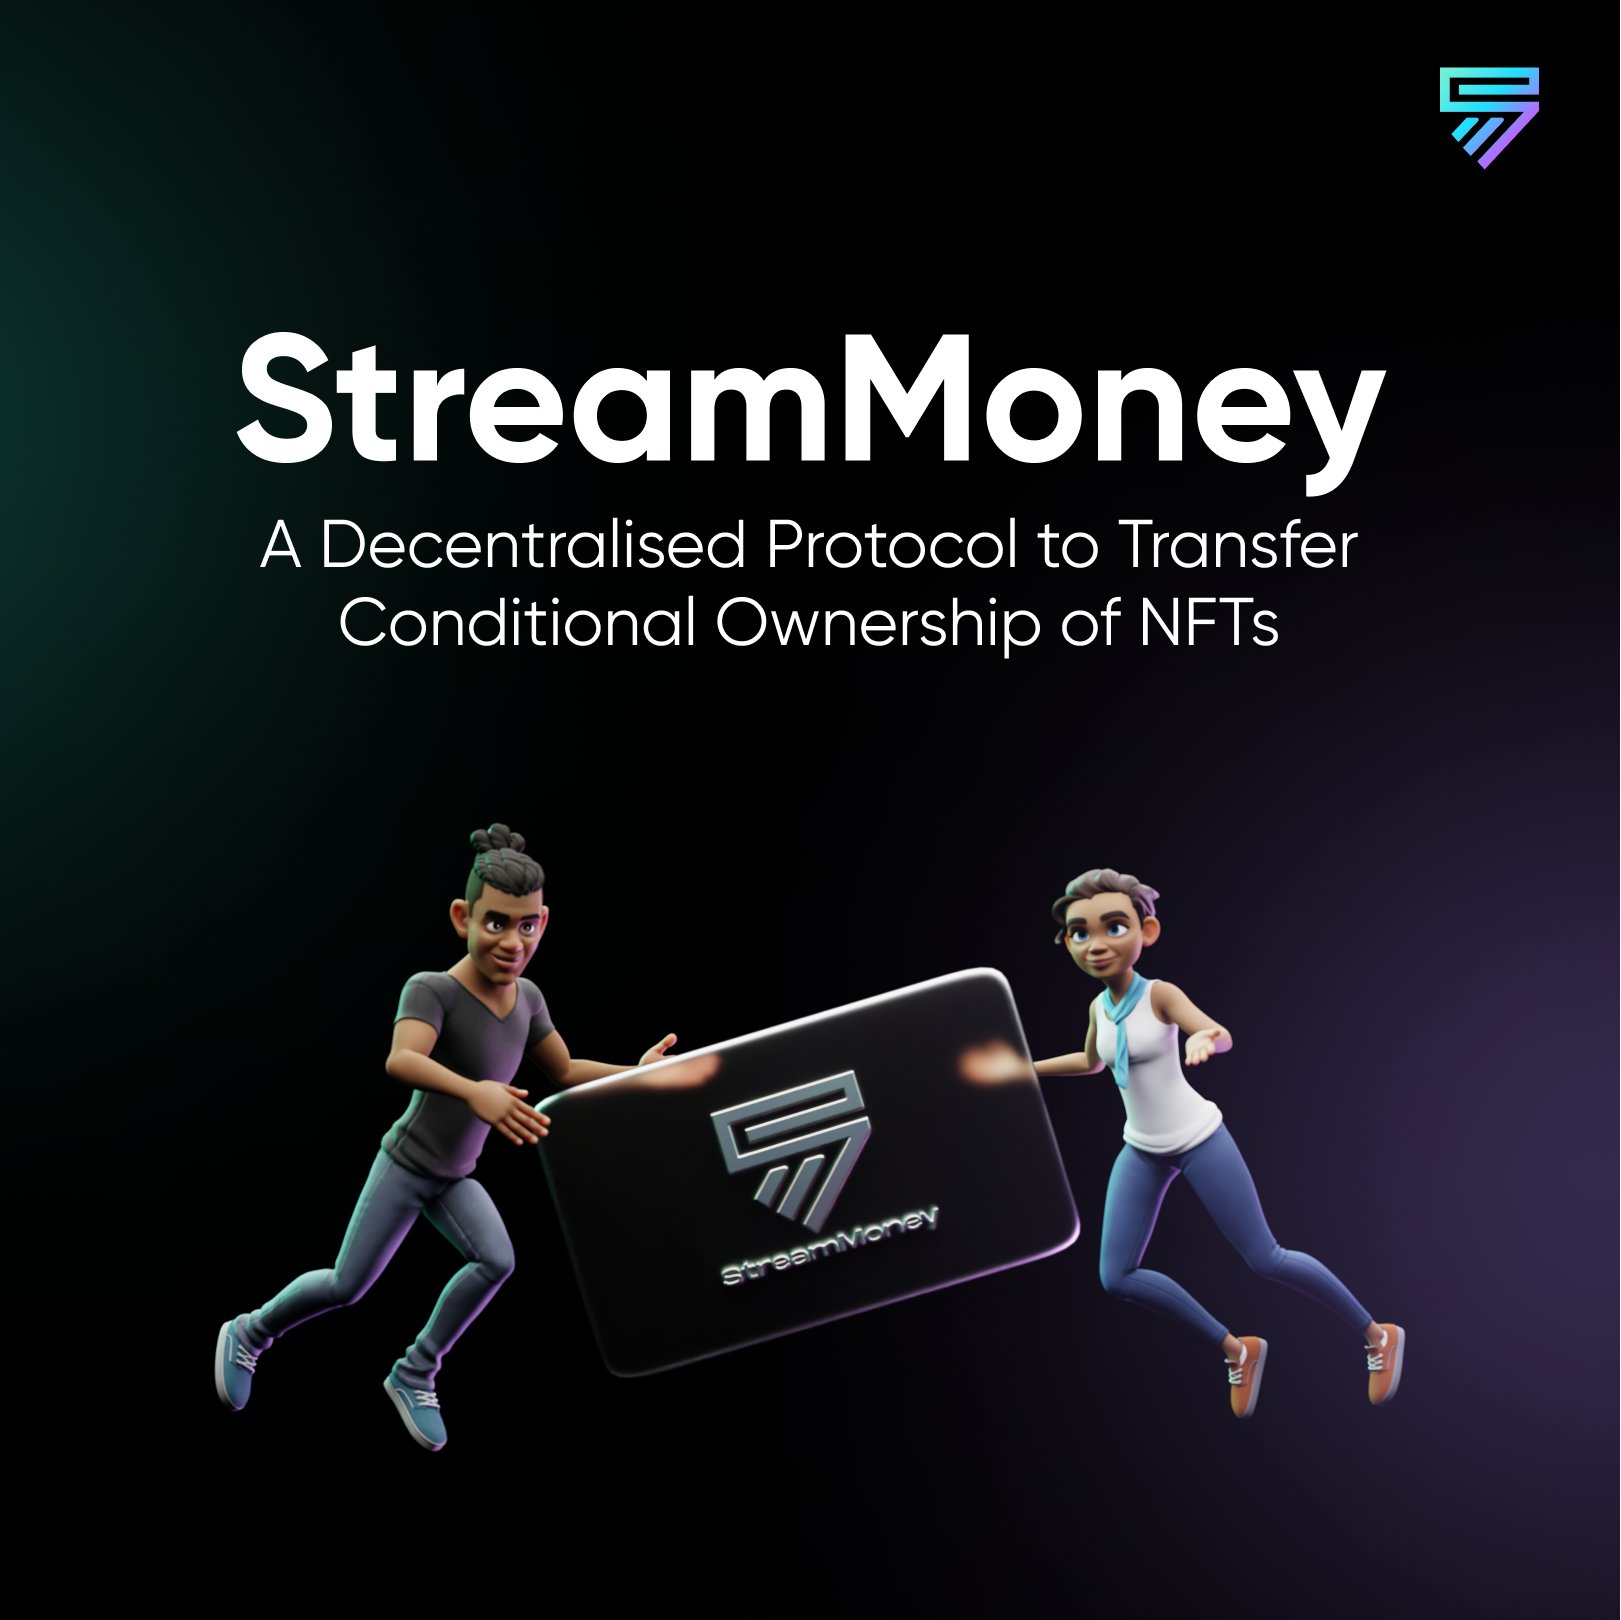 StreamMoney
A Decentralised Protocol to Transfer
Conditional Ownership of NFTs
StreamMoney